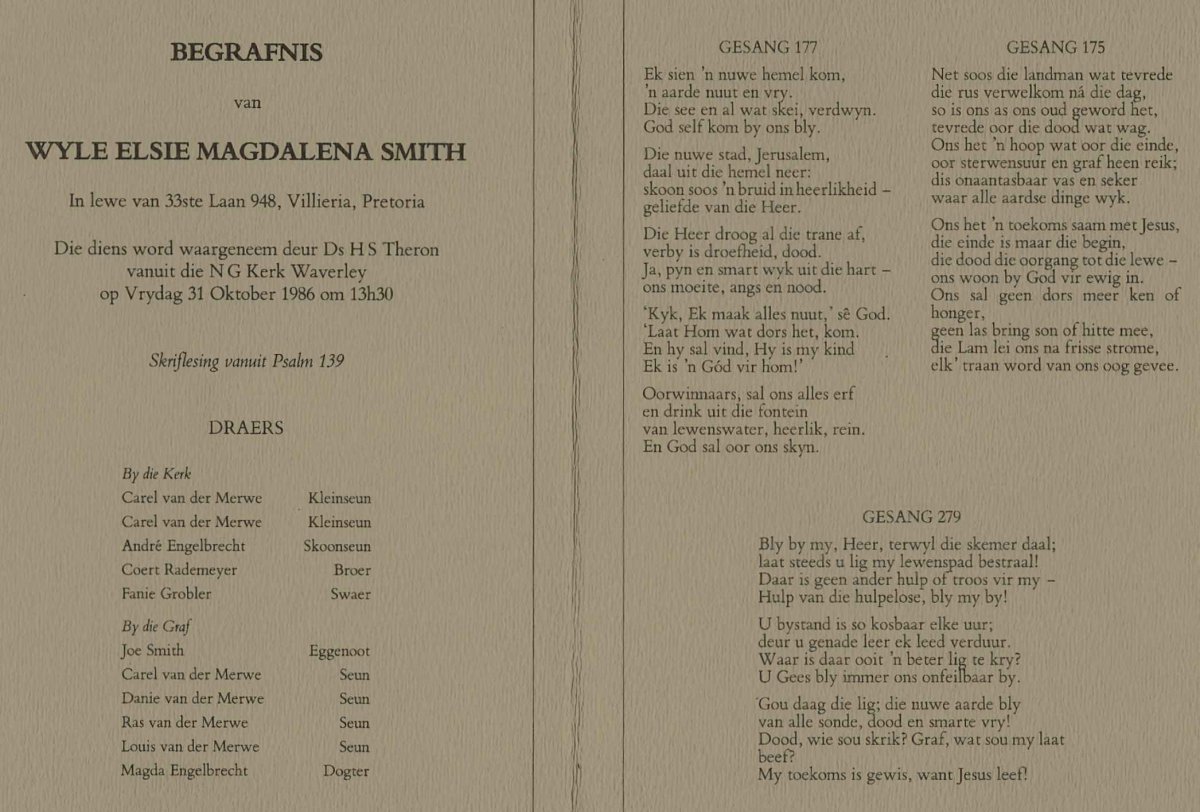 BEGRAFNIS
van
WYLE ELSIE MAGDALENA SMITH
In lewe van 33ste Laan 948, Villieria, Pretoria
Die diens word waargeneem deur Ds H S Theron
vanuit die N G Kerk Waverley
op Vrydag 31 Oktober 1986 om 13h30
Skriflesing vanuit Psalm 139
DRAERS
By die Kerk
Carel van der Merwe Kleinseun
Carel van der Merwe Kleinseun
André Engelbrecht Skoonseun
Coert Rademeyer Broer
Fanie Grobler Swaer
By die Graf
Joe Smith Eggenoot
Carel van der Merwe Seun
Danie van der Merwe Seun
Ras van der Merwe Seun
Louis van der Merwe Seun
Magda Engelbrecht Dogter
GESANG 177
Ek sien 'n nuwe hemel kom,
'n aarde nuut en vry.
Die see en al wat skei, verdwyn.
God self kom by ons bly.
Die nuwe stad, Jerusalem,
daal uit die hemel neer:
skoon soos 'n bruid in heerlikheid –
geliefde van die Heer.
Die Heer droog al die trane af,
verby is droefheid, dood.
Ja, pyn en smart wyk uit die hart –
ons moeite, angs en nood.
'Kyk, Ek maak alles nuut,' sê God.
'Laat Hom wat dors het, kom.
En hy sal vind, Hy is my kind
Ek is 'n Gód vir hom!'
Oorwinnaars, sal ons alles erf
en drink uit die fontein
van lewenswater, heerlik, rein.
En God sal oor ons skyn.
GESANG 175
Net soos die landman wat tevrede
die rus verwelkom ná die dag,
so is ons as ons oud geword het,
tevrede oor die dood wat wag.
Ons het 'n hoop wat oor die einde,
oor sterwensuur en graf heen reik;
dis onaantasbaar vas en seker
waar alle aardse dinge wyk.
Ons het 'n toekoms saam met Jesus,
die einde is maar die begin,
die dood die oorgang tot die lewe –
ons woon by God vir ewig in.
Ons sal geen dors meer ken of
honger,
geen las bring son of hitte mee,
die Lam lei ons na frisse strome,
elk' traan word van ons oog gevee.
GESANG 279
Bly by my, Heer, terwyl die skemer daal;
laat steeds u lig my lewenspad bestraal!
Daar is geen ander hulp of troos vir my –
Hulp van die hulpelose, bly my by!
U bystand is so kosbaar elke uur;
deur u genade leer ek leed verduur.
Waar is daar ooit 'n beter lig te kry?
U Gees bly immer ons onfeilbaar by.
Gou daag die lig; die nuwe aarde bly
van alle sonde, dood en smarte vry!
Dood, wie sou skrik? Graf, wat sou my laat
beef?
My toekoms is gewis, want Jesus leef!